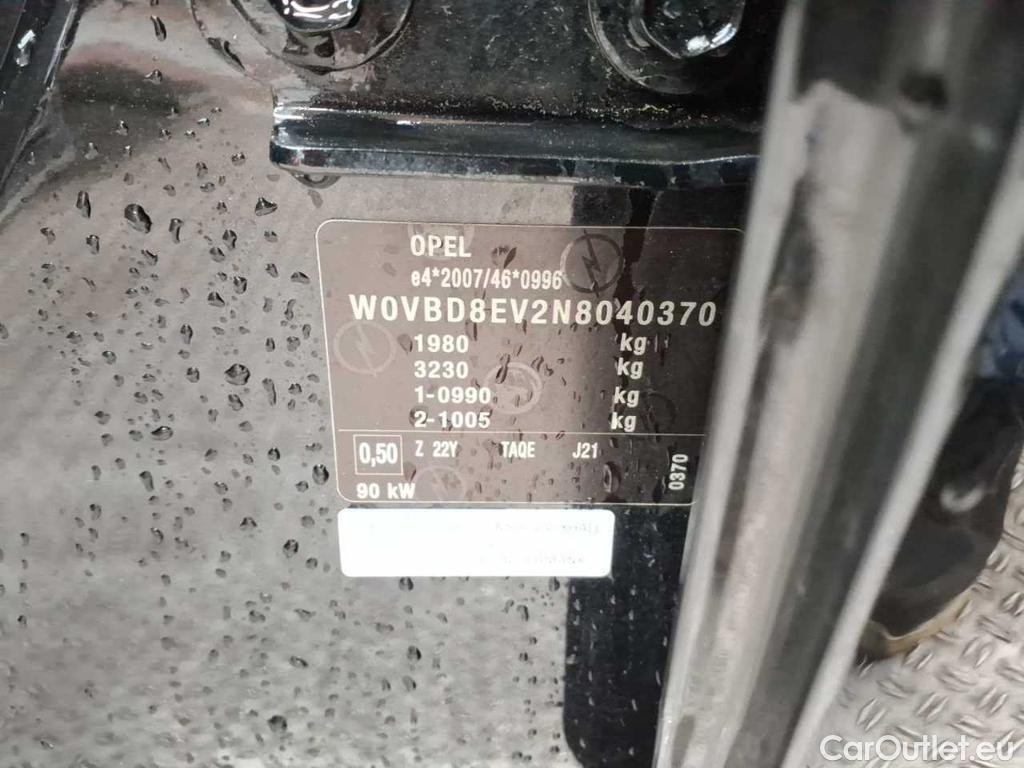 OPEL
e4*2007/46*0996
W0VBD8EV2N8040370
1980 kg
3230 kg
1-0990 kg
2-1005 kg
0,50 Z 22Y TAQE J21
0370
90 kW
CarOutlet.eu